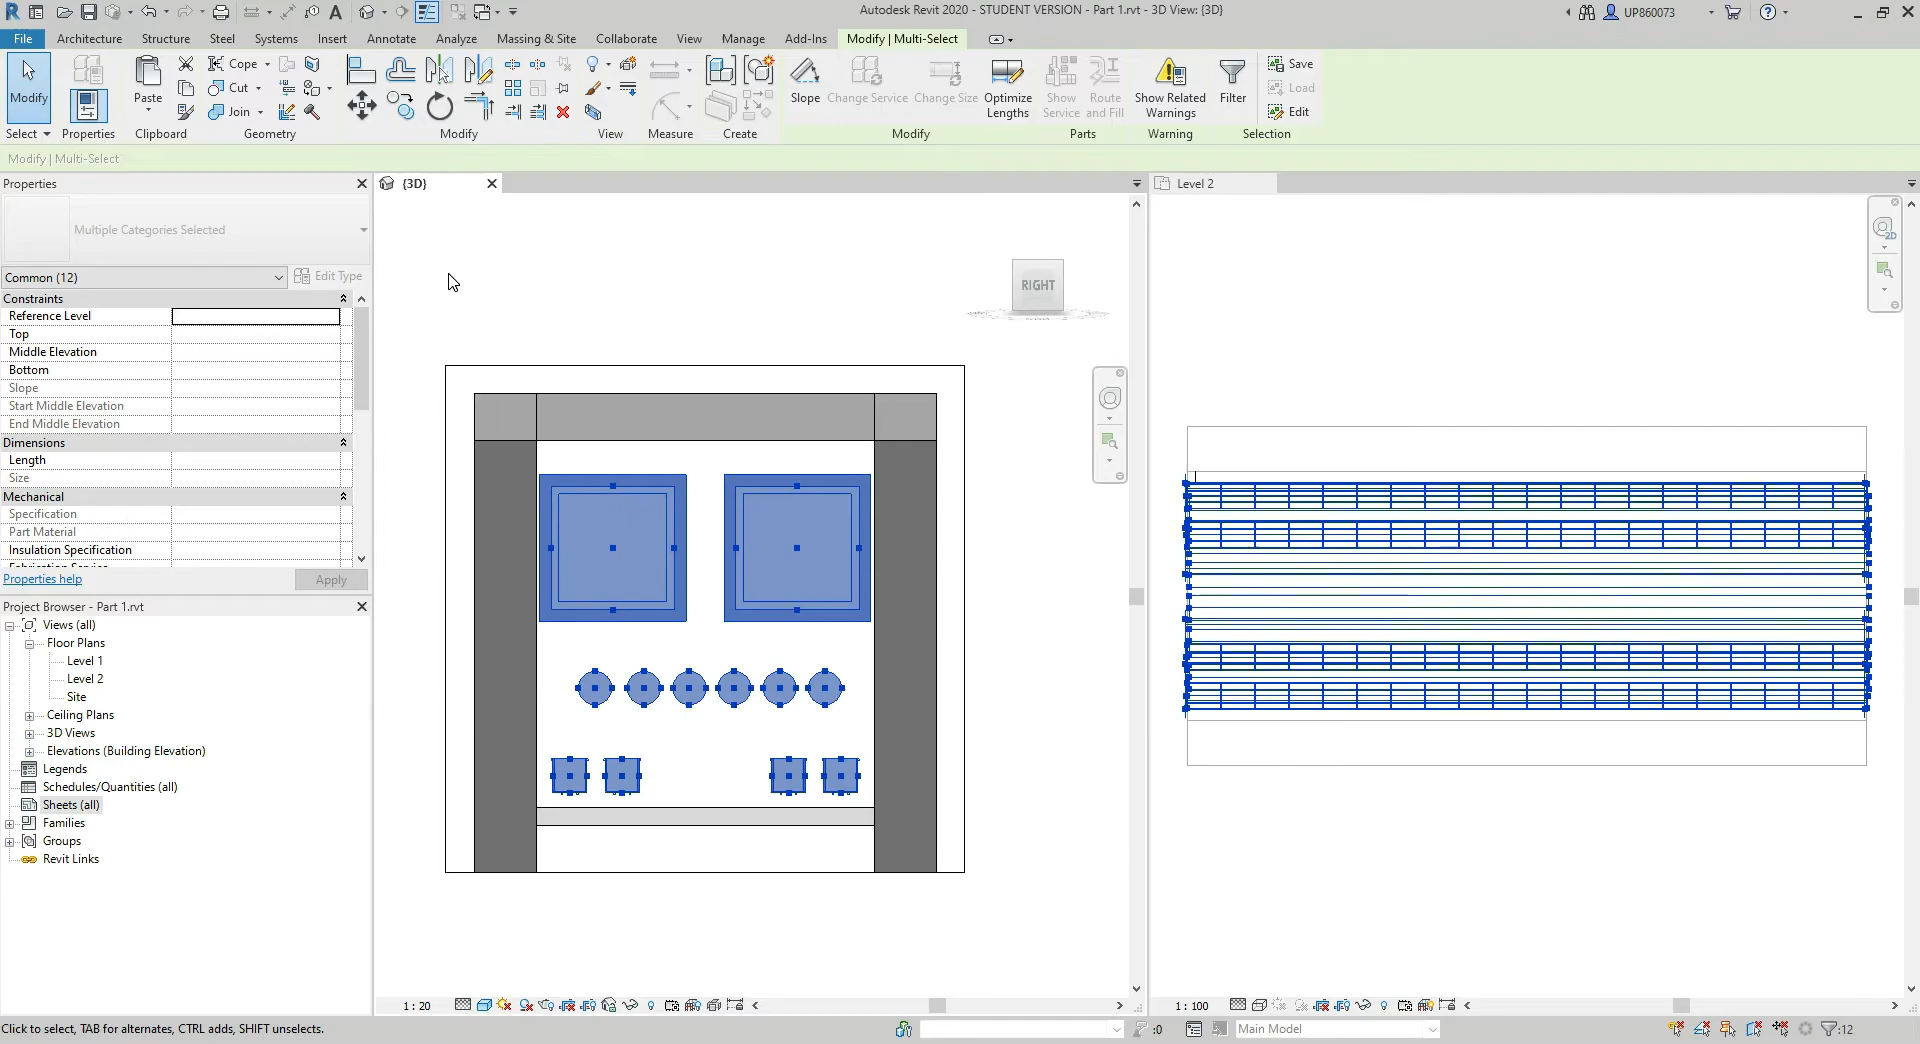 Autodesk Revit 2020 - STUDENT VERSION - Part 1.rvt - 3D View: {3D}
UP860073
File Architecture Structure Steel Systems Insert Annotate Analyze Massing & Site Collaborate View Manage Add-Ins Modify | Multi-Select
Modify
Paste
Cope
Cut
Join
Slope
Change Service
Change Size
Optimize Lengths
Show Service
Route and Fill
Show Related Warnings
Filter
Save
Load
Edit
Select Properties Clipboard Geometry Modify View Measure Create Modify Parts Warning Selection
Modify | Multi-Select
Properties
Multiple Categories Selected
Common (12)
Edit Type
Constraints
Reference Level
Top
Middle Elevation
Bottom
Slope
Start Middle Elevation
End Middle Elevation
Dimensions
Length
Size
Mechanical
Specification
Part Material
Insulation Specification
Properties help
Apply
Project Browser - Part 1.rvt
Views (all)
Floor Plans
Level 1
Level 2
Site
Ceiling Plans
3D Views
Elevations (Building Elevation)
Legends
Schedules/Quantities (all)
Sheets (all)
Families
Groups
Revit Links
{3D}
RIGHT
1 : 20
Level 2
2D
1 : 100
Click to select, TAB for alternates, CTRL adds, SHIFT unselects.
:0
Main Model
:12